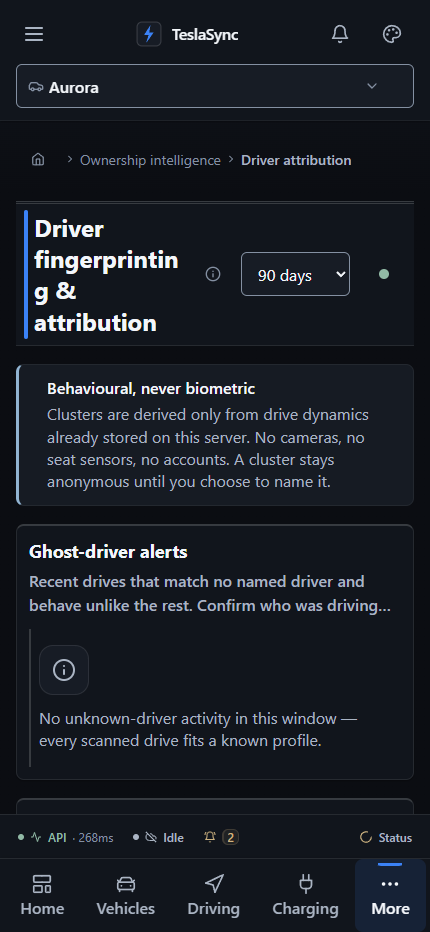 TeslaSync
Aurora
Ownership intelligence
Driver attribution
Driver
fingerprintin
g &
attribution
90 days
Behavioural, never biometric
Clusters are derived only from drive dynamics
already stored on this server. No cameras, no
seat sensors, no accounts. A cluster stays
anonymous until you choose to name it.
Ghost-driver alerts
Recent drives that match no named driver and
behave unlike the rest. Confirm who was driving...
No unknown-driver activity in this window —
every scanned drive fits a known profile.
API · 268ms
Idle
2
Status
Home
Vehicles
Driving
Charging
More